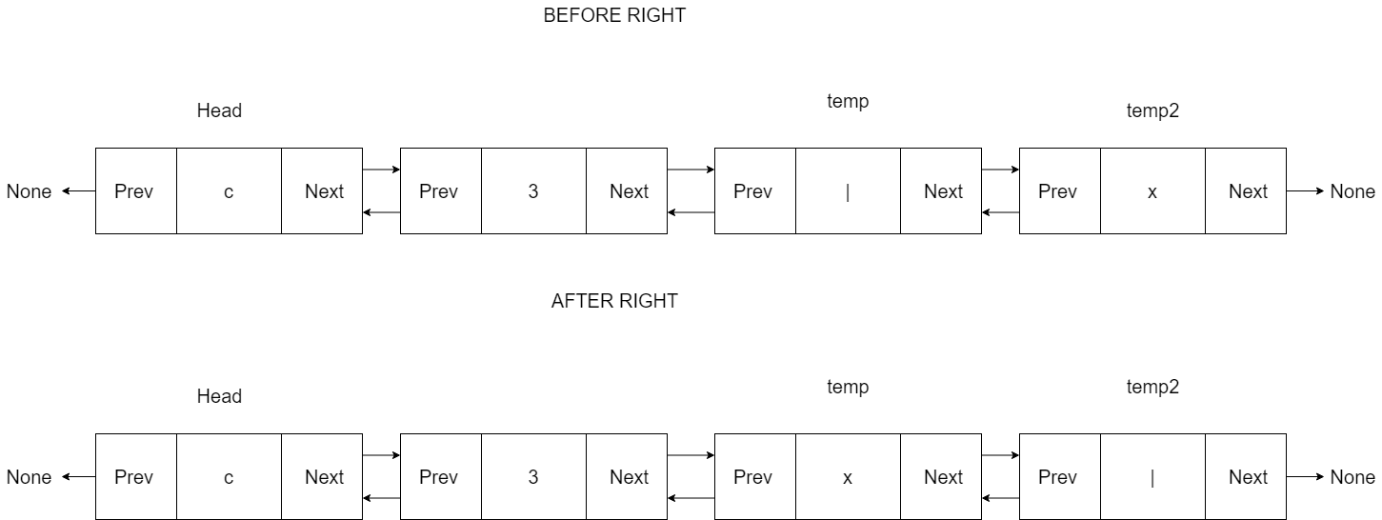 BEFORE RIGHT
Head temp temp2
None Prev c Next Prev 3 Next Prev | Next Prev x Next None
AFTER RIGHT
Head temp temp2
None Prev c Next Prev 3 Next Prev x Next Prev | Next None